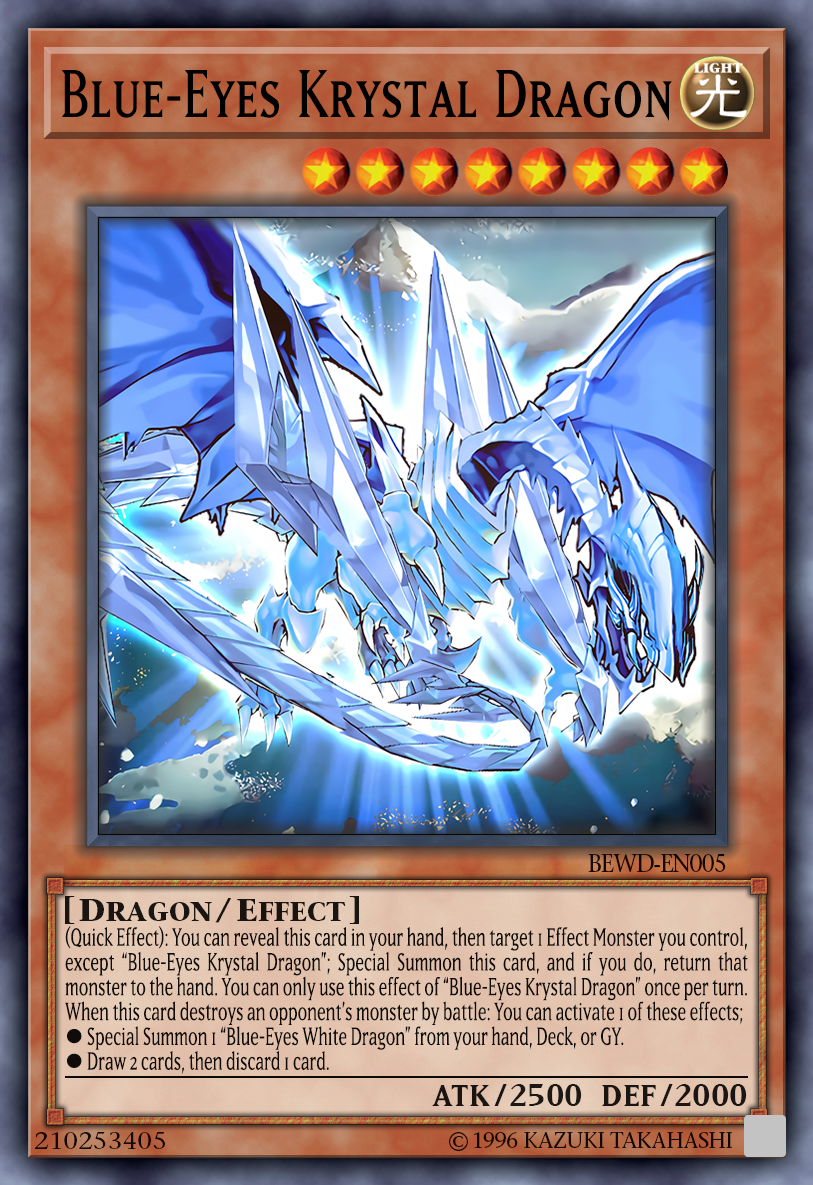 Blue-Eyes Krystal Dragon
LIGHT
光
BEWD-EN005
[ Dragon / Effect ]
(Quick Effect): You can reveal this card in your hand, then target 1 Effect Monster you control,
except “Blue-Eyes Krystal Dragon”; Special Summon this card, and if you do, return that
monster to the hand. You can only use this effect of “Blue-Eyes Krystal Dragon” once per turn.
When this card destroys an opponent's monster by battle: You can activate 1 of these effects;
● Special Summon 1 “Blue-Eyes White Dragon” from your hand, Deck, or GY.
● Draw 2 cards, then discard 1 card.
ATK / 2500 DEF / 2000
210253405
© 1996 KAZUKI TAKAHASHI